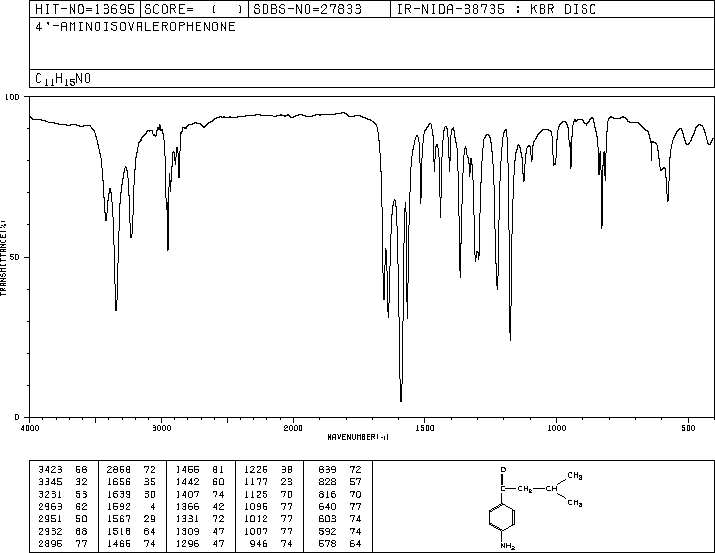 HIT-NO=13695 SCORE= ( ) SDBS-NO=27833 IR-NIDA-38735 : KBR DISC
4'-AMINOISOVALEROPHENONE
C11H15NO
100
50
0
TRANSMITTANCE(%)
4000 3000 2000 1500 1000 500
WAVENUMBER(-1)
3423 58 2868 72 1455 81 1226 38 839 72
3345 32 1656 35 1442 60 1177 23 828 57
3231 53 1639 30 1407 74 1125 70 816 70
2963 62 1592 4 1366 42 1096 77 640 77
2951 50 1567 29 1331 72 1012 77 603 74
2932 68 1518 64 1309 47 1007 77 592 74
2895 77 1465 74 1296 47 946 74 578 64
O
CH3
C-CH2-CH
CH3
NH2